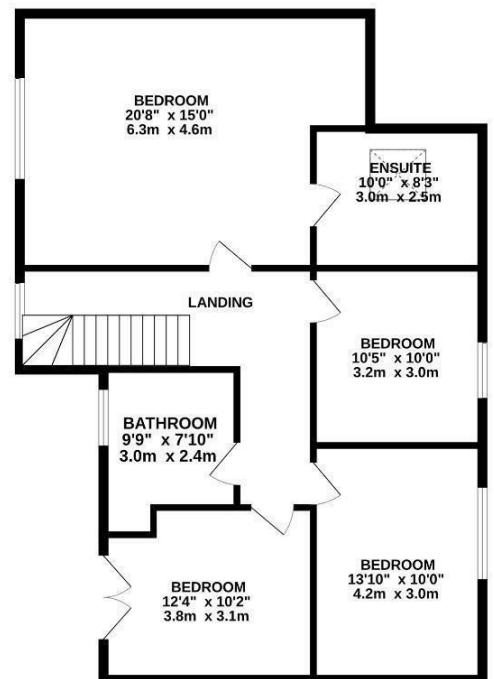 BEDROOM
20'8" x 15'0"
6.3m x 4.6m
ENSUITE
10'0" x 8'3"
3.0m x 2.5m
LANDING
BEDROOM
10'5" x 10'0"
3.2m x 3.0m
BATHROOM
9'9" x 7'10"
3.0m x 2.4m
BEDROOM
12'4" x 10'2"
3.8m x 3.1m
BEDROOM
13'10" x 10'0"
4.2m x 3.0m